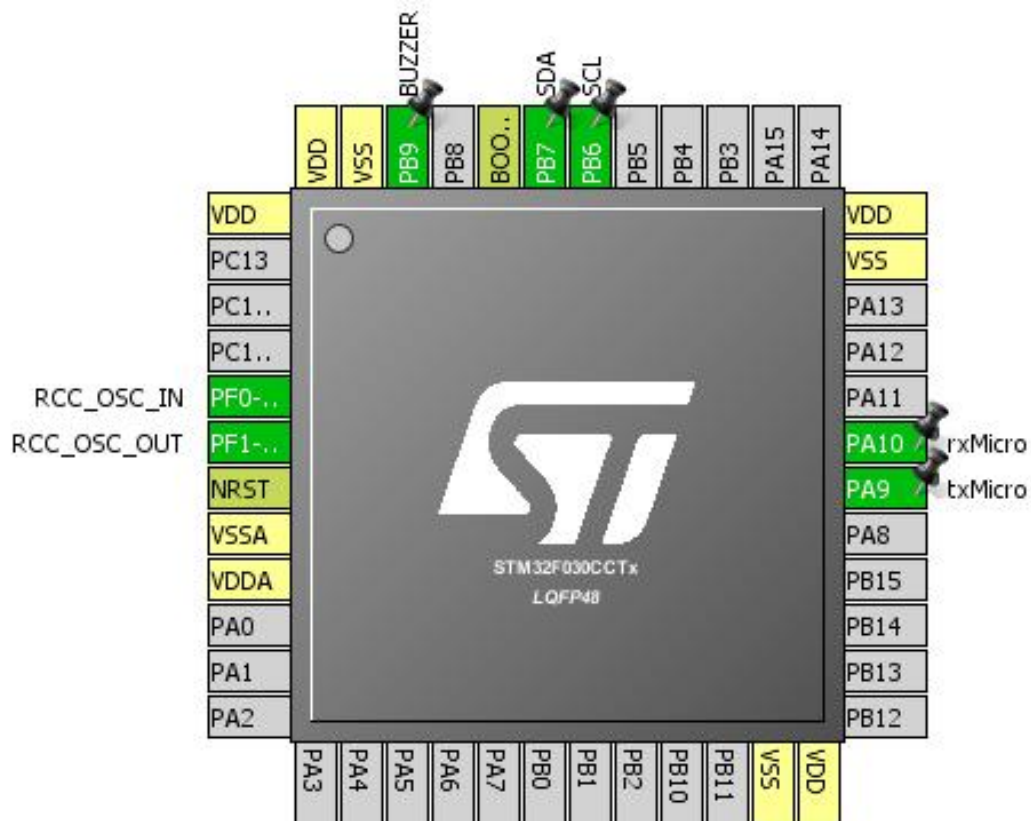 BUZZER
SDA
SCL
VDD
VSS
PB9
PB8
BOO..
PB7
PB6
PB5
PB4
PB3
PA15
PA14
VDD
VDD
PC13
VSS
PC1..
PA13
PC1..
PA12
RCC_OSC_IN PF0-..
PA11
RCC_OSC_OUT PF1-..
PA10 rxMicro
NRST
PA9 txMicro
VSSA
PA8
VDDA
PB15
PA0
PB14
PA1
PB13
PA2
PB12
ST
STM32F030CCTx
LQFP48
PA3
PA4
PA5
PA6
PA7
PB0
PB1
PB2
PB10
PB11
VSS
VDD